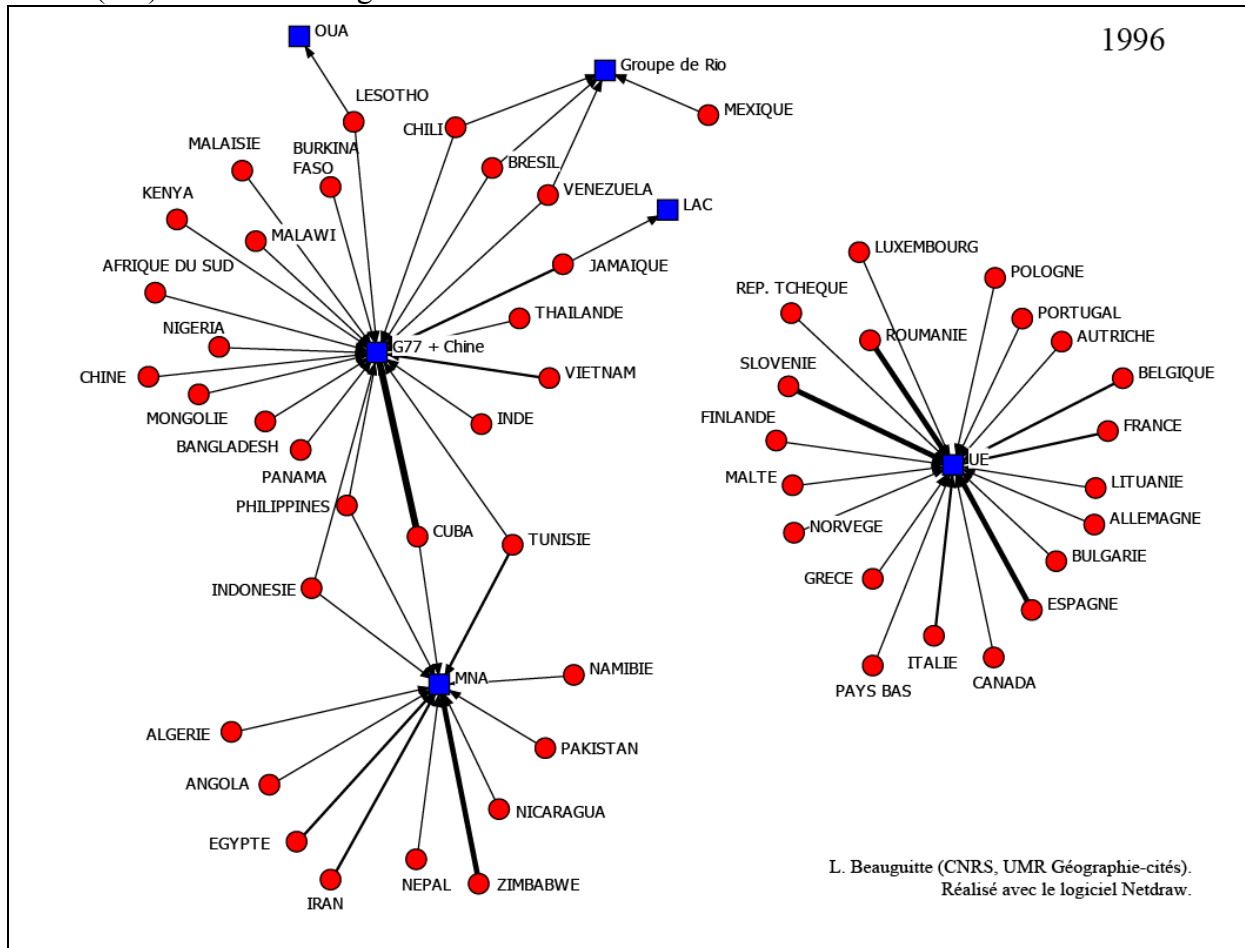 1996
OUA
Groupe de Rio
LESOTHO
MEXIQUE
CHILI
MALAISIE
BURKINA
FASO
BRESIL
KENYA
VENEZUELA
LAC
MALAWI
LUXEMBOURG
AFRIQUE DU SUD
JAMAIQUE
POLOGNE
REP. TCHEQUE
THAILANDE
PORTUGAL
NIGERIA
ROUMANIE
AUTRICHE
G77 + Chine
SLOVENIE
CHINE
VIETNAM
BELGIQUE
MONGOLIE
INDE
FINLANDE
FRANCE
BANGLADESH
UE
PANAMA
MALTE
LITUANIE
PHILIPPINES
ALLEMAGNE
NORVEGE
CUBA
TUNISIE
BULGARIE
GRECE
INDONESIE
ESPAGNE
ITALIE
NAMIBIE
MNA
PAYS BAS
CANADA
ALGERIE
PAKISTAN
ANGOLA
NICARAGUA
EGYPTE
NEPAL
ZIMBABWE
IRAN
L. Beauguitte (CNRS, UMR Géographie-cités).
Réalisé avec le logiciel Netdraw.